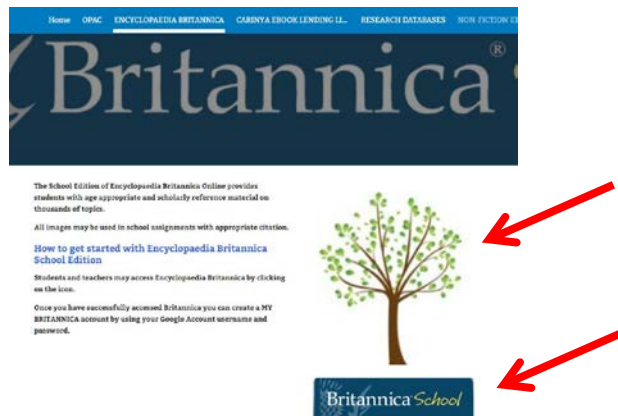 Home OPAC ENCYCLOPAEDIA BRITANNICA CARINYA EBOOK LENDING LI... RESEARCH DATABASES NON FICTION
Britannica®
The School Edition of Encyclopaedia Britannica Online provides
students with age appropriate and scholarly reference material on
thousands of topics.
All images may be used in school assignments with appropriate citation.
How to get started with Encyclopaedia Britannica
School Edition
Students and teachers may access Encyclopaedia Britannica by clicking
on the icon.
Once you have successfully accessed Britannica you can create a MY
BRITANNICA account by using your Google Account username and
password.
Britannica School